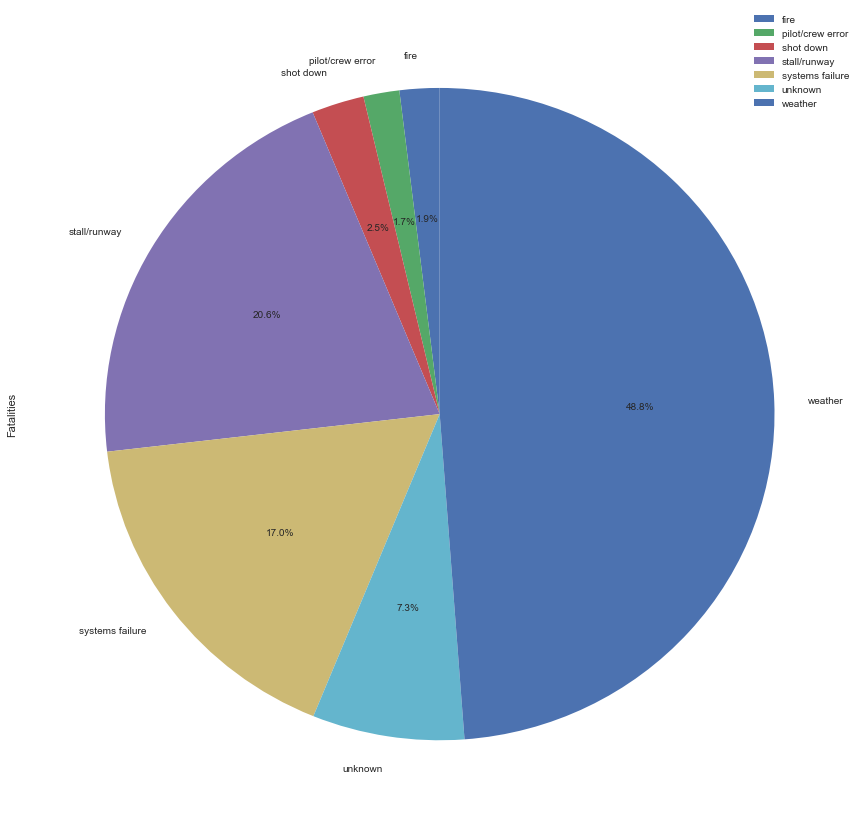 fire
pilot/crew error
shot down
stall/runway
systems failure
unknown
weather
fire
pilot/crew error
shot down
stall/runway
systems failure
unknown
weather
1.9%
1.7%
2.5%
20.6%
17.0%
7.3%
48.8%
Fatalities